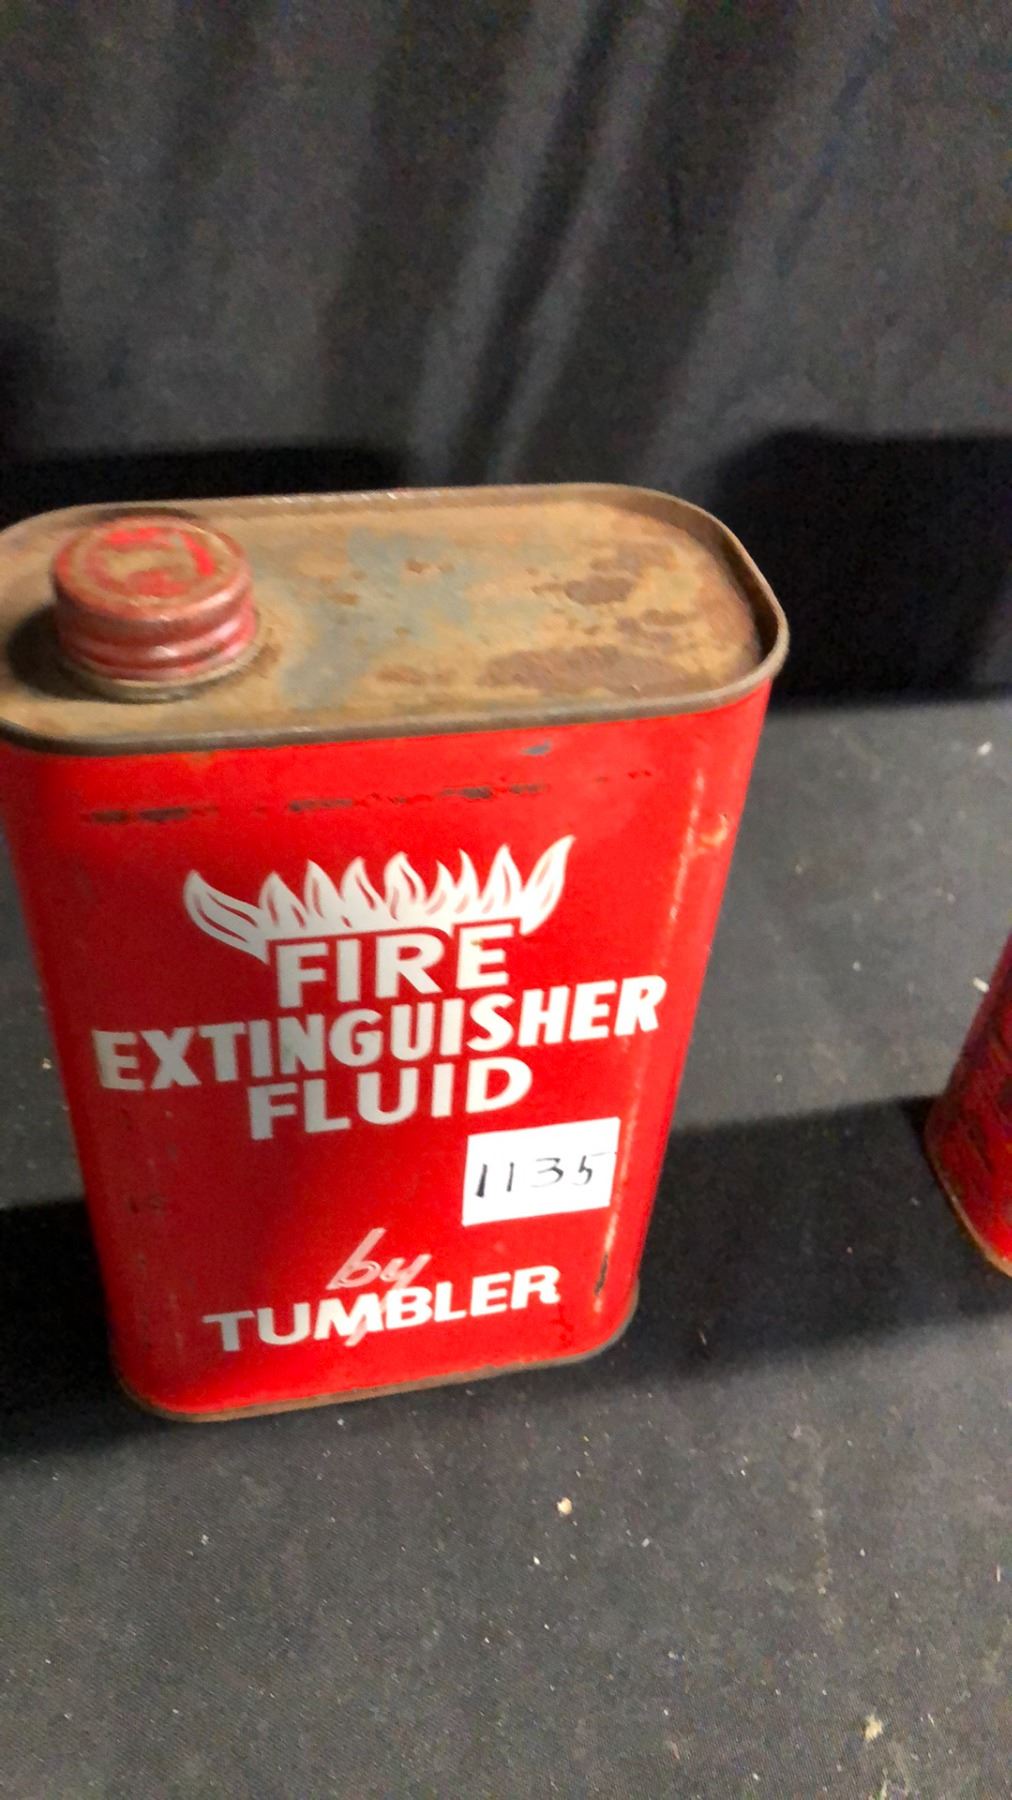 FIRE
EXTINGUISHER
FLUID
1135
by
TUMBLER